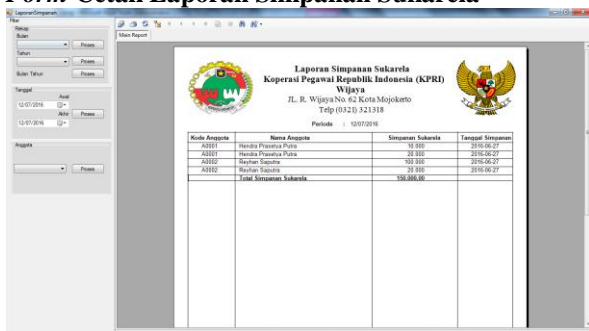 Form Cetak Laporan Simpanan Sukarela
LaporanSimpanan
Filter
Rekap
Bulan
Proses
Tahun
Proses
Bulan Tahun
Proses
Tanggal
Awal
12/07/2016
Akhir
Proses
12/07/2016
Anggota
Proses
Main Report
Laporan Simpanan Sukarela
Koperasi Pegawai Republik Indonesia (KPRI)
Wijaya
JL. R. Wijaya No. 62 Kota Mojokerto
Telp (0321) 321318
Periode : 12/07/2016
Kode Anggota Nama Anggota Simpanan Sukarela Tanggal Simpanan
A0001 Hendra Prasetya Putra 10.000 2016-06-27
A0001 Hendra Prasetya Putra 20.000 2016-06-27
A0002 Reyhan Saputra 100.000 2016-06-27
A0002 Reyhan Saputra 20.000 2016-06-27
Total Simpanan Sukarela 150.000,00